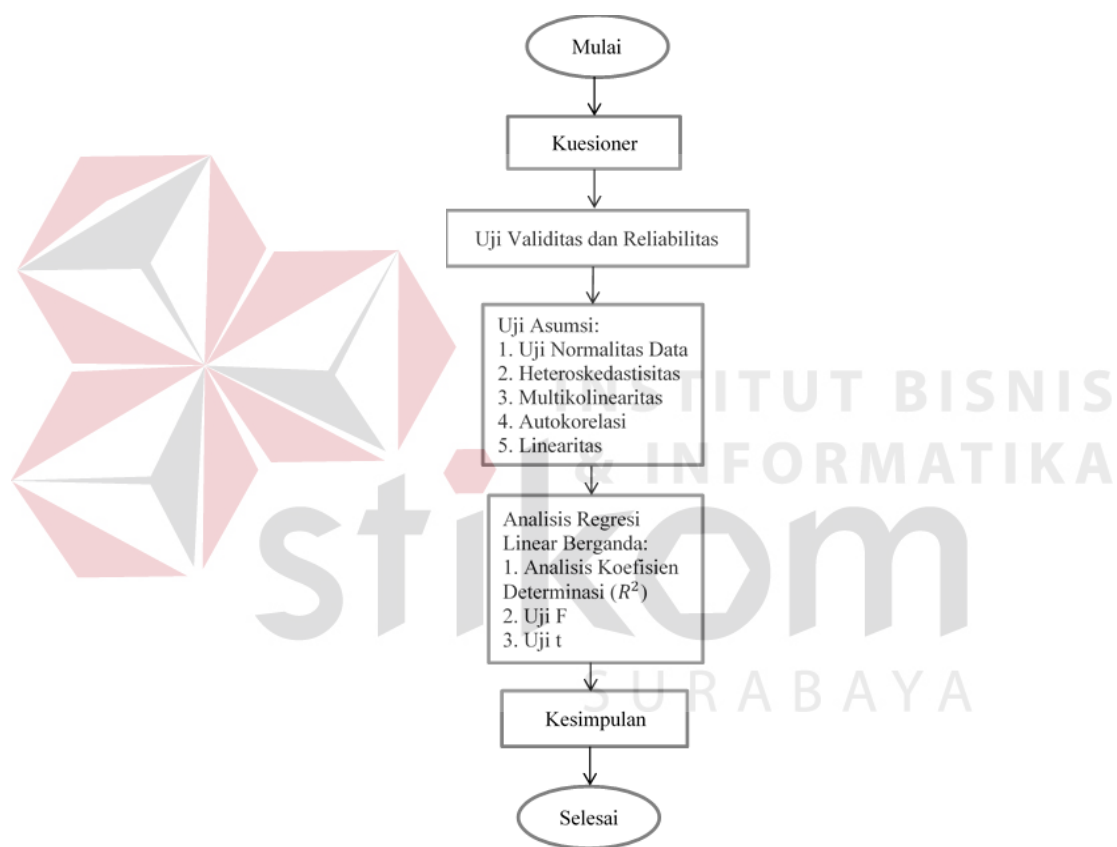 Mulai
Kuesioner
Uji Validitas dan Reliabilitas
Uji Asumsi:
1. Uji Normalitas Data
2. Heteroskedastisitas
3. Multikolinearitas
4. Autokorelasi
5. Linearitas
INSTITUT BISNIS
& INFORMATIKA
stikom
SURABAYA
Analisis Regresi
Linear Berganda:
1. Analisis Koefisien
Determinasi (R²)
2. Uji F
3. Uji t
Kesimpulan
Selesai